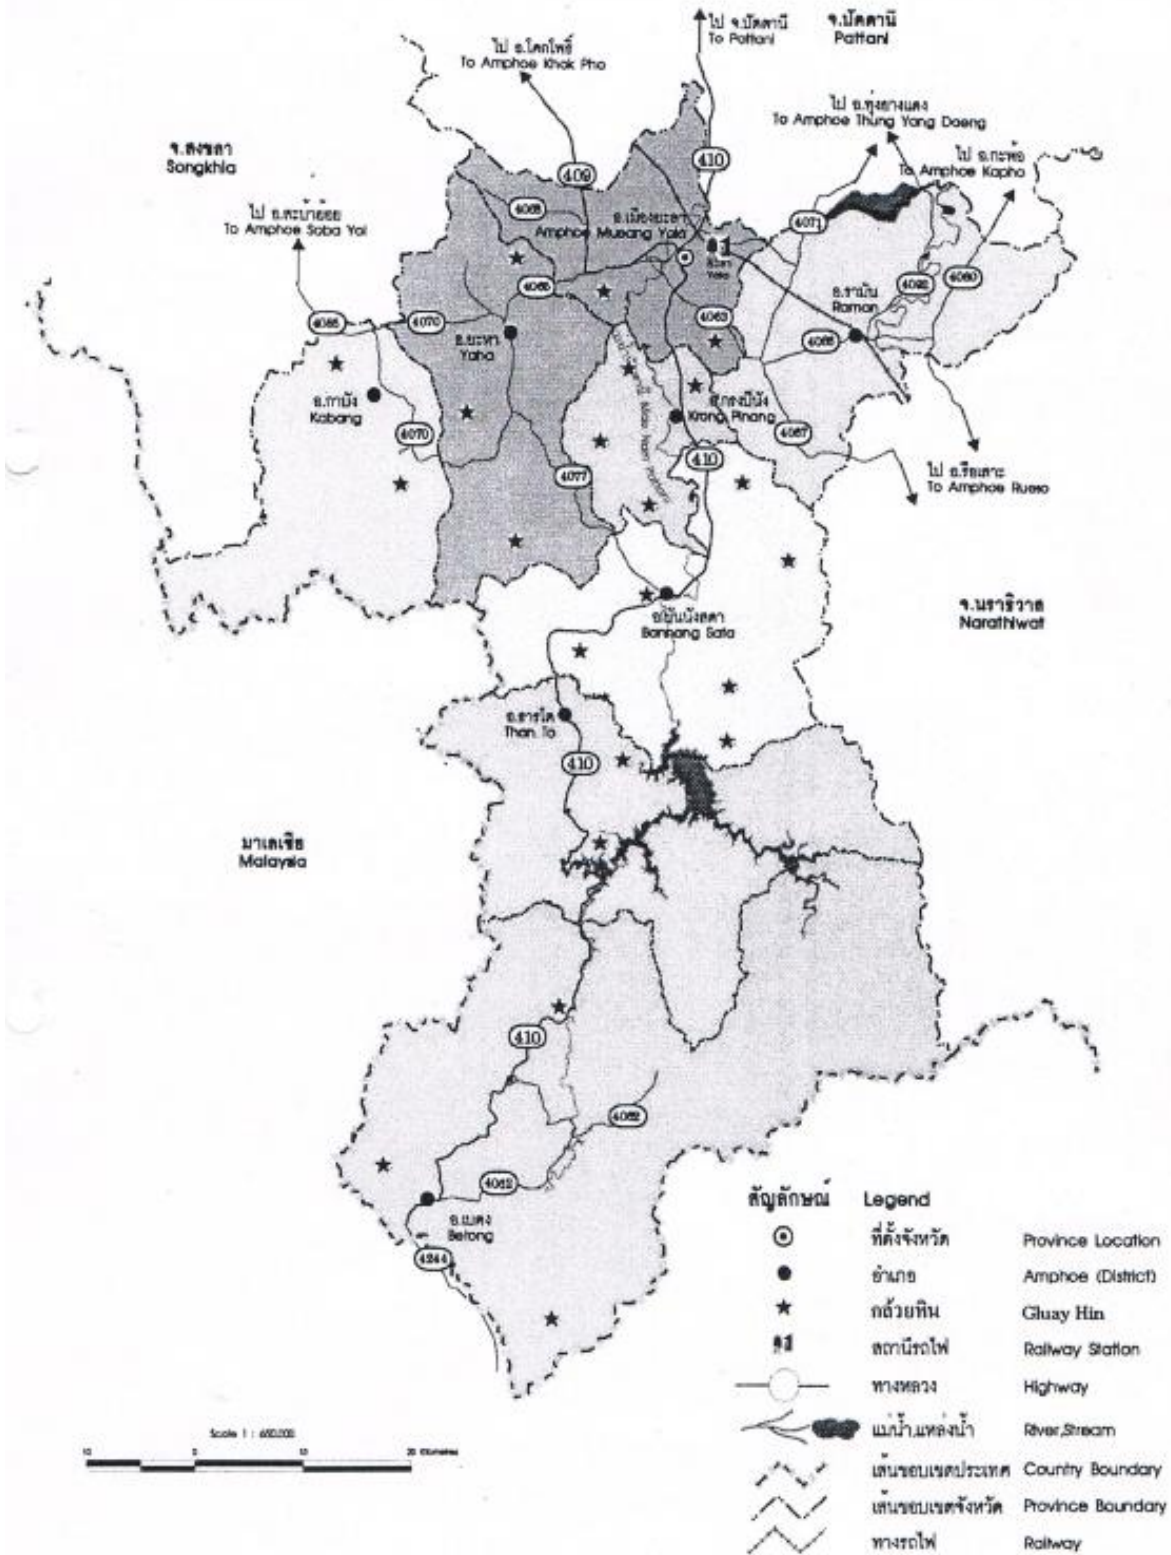 ไป จ.ปัตตานี
To Pattani
จ.ปัตตานี
Pattani
ไป อ.โคกโพธิ์
To Amphoe Khok Pho
ไป อ.ทุ่งยางแดง
To Amphoe Thung Yang Daeng
จ.สงขลา
Songkhla
ไป อ.กะพ้อ
To Amphoe Kapho
409
410
4065
อ.เมืองยะลา
Amphoe Mueang Yala
4071
ไป อ.สะบ้าย้อย
To Amphoe Saba Yoi
4065
4092
4060
อ.รามัน
Raman
4085
4070
4063
4066
อ.ยะหา
Yaha
อ.กาบัง
Kabang
อ.กรงปินัง
Krong Pinang
4070
4067
410
4077
ไป อ.รือเสาะ
To Amphoe Rueso
อ.บันนังสตา
Bannang Sata
จ.นราธิวาส
Narathiwat
อ.ธารโต
Than To
410
มาเลเซีย
Malaysia
410
4062
4062
อ.เบตง
Betong
4244
สัญลักษณ์ Legend
ที่ตั้งจังหวัด Province Location
อำเภอ Amphoe (District)
กล้วยหิน Gluay Hin
สถานีรถไฟ Railway Station
ทางหลวง Highway
แม่น้ำ,แหล่งน้ำ River,Stream
เส้นขอบเขตประเทศ Country Boundary
เส้นขอบเขตจังหวัด Province Boundary
ทางรถไฟ Railway
Scale 1 : 650,000
10 0 10 20 Kilometres